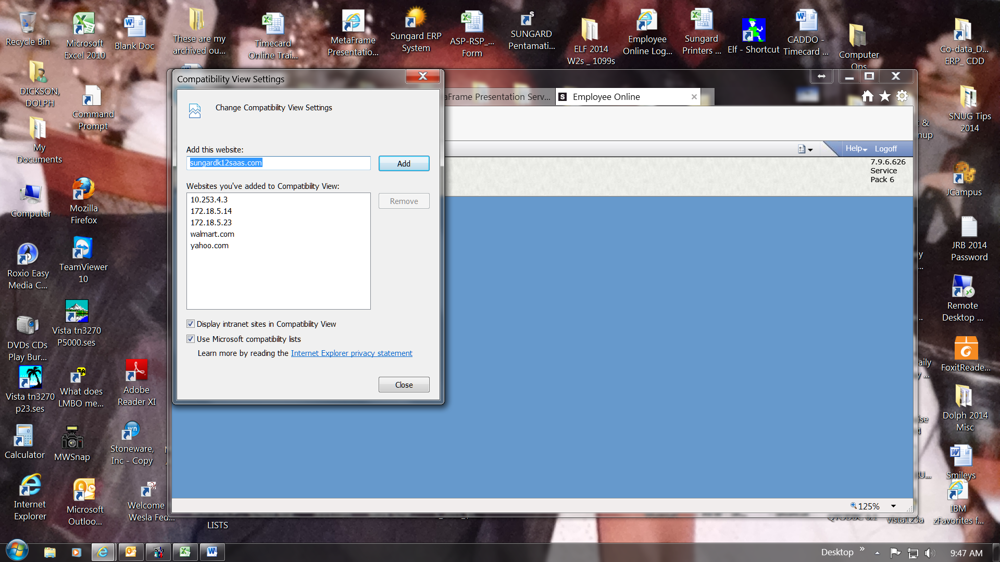 Recycle Bin
Microsoft
Excel 2010
Blank Doc
These are my
archived ou...
Timecard
Online Trai...
MetaFrame
Presentatio...
Sungard ERP
System
ASP-RSP_...
Form
SUNGARD
Pentamati...
ELF 2014
W2s _ 1099s
Employee
Online Log...
Sungard
Printers ...
Elf - Shortcut
CADDO -
Timecard ...
Computer
Ops
Co-data_D...
ERP_ CDD
DICKSON,
DOLPH
Command
Prompt
My
Documents
Computer
Mozilla
Firefox
Roxio Easy
Media C...
TeamViewer
10
Vista tn3270
P5000.ses
DVDs CDs
Play Bur...
Vista tn3270
p23.ses
What does
LMBO me...
Adobe
Reader XI
Calculator
MWSnap
Stoneware,
Inc - Copy
Internet
Explorer
Microsoft
Outloo...
Welcome
Wesla Fed...
LISTS
Compatibility View Settings
Change Compatibility View Settings
Add this website:
sungardk12saas.com
Add
Websites you've added to Compatibility View:
10.253.4.3
172.18.5.14
172.18.5.23
walmart.com
yahoo.com
Remove
Display intranet sites in Compatibility View
Use Microsoft compatibility lists
Learn more by reading the Internet Explorer privacy statement
Close
aFrame Presentation Serv...
Employee Online
Help
Logoff
7.9.6.626
Service
Pack 6
125%
SNUG Tips
2014
JCampus
JRB 2014
Password
Remote
Desktop ...
FoxitReade...
Dolph 2014
Misc
Smileys
IBM
zFavorites f...
vista123a
Desktop
9:47 AM